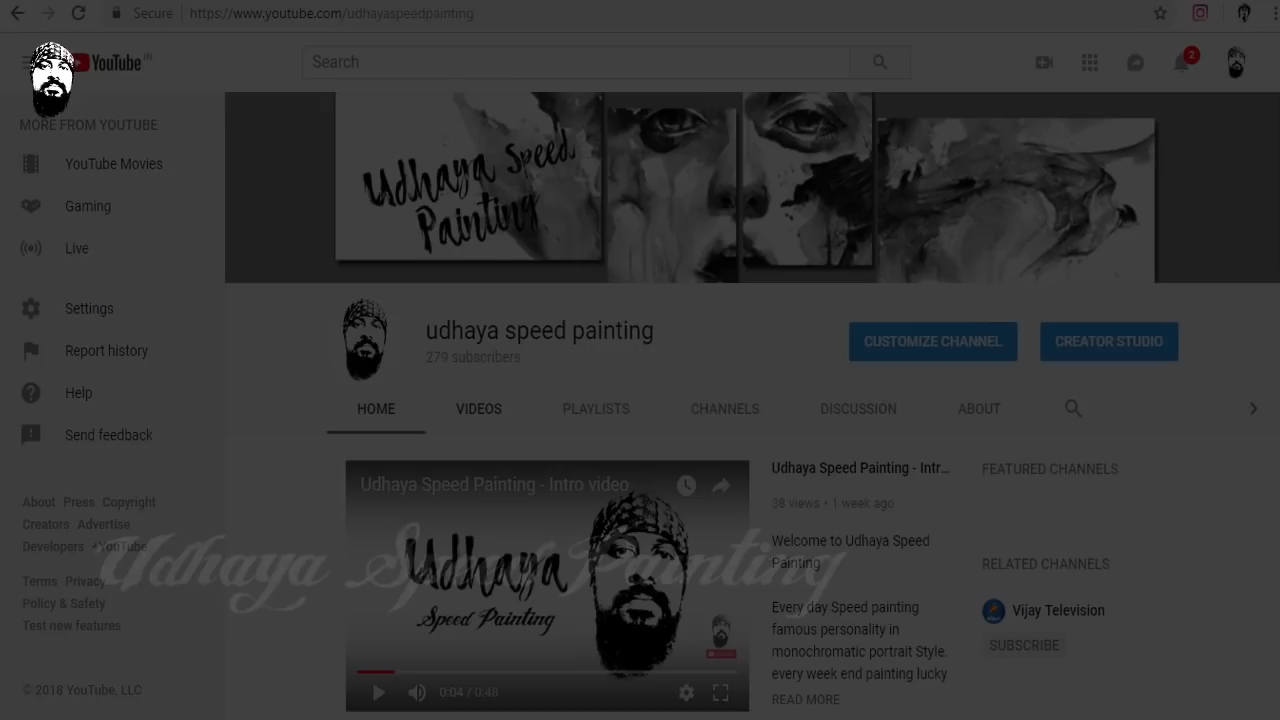 Secure https://www.youtube.com/udhayaspeedpainting
YouTube IN
Search
2
MORE FROM YOUTUBE
YouTube Movies
Gaming
Live
Settings
Report history
Help
Send feedback
About Press Copyright
Creators Advertise
Developers +YouTube
Terms Privacy
Policy & Safety
Test new features
© 2018 YouTube, LLC
Udhaya Speed
Painting
udhaya speed painting
279 subscribers
CUSTOMIZE CHANNEL
CREATOR STUDIO
HOME VIDEOS PLAYLISTS CHANNELS DISCUSSION ABOUT
Udhaya Speed Painting - Intro video
Udhaya
Speed Painting
0:04 / 0:48
Udhaya Speed Painting
Udhaya Speed Painting - Intr...
38 views • 1 week ago
Welcome to Udhaya Speed
Painting
Every day Speed painting
famous personality in
monochromatic portrait Style.
every week end painting lucky
READ MORE
FEATURED CHANNELS
RELATED CHANNELS
Vijay Television
SUBSCRIBE